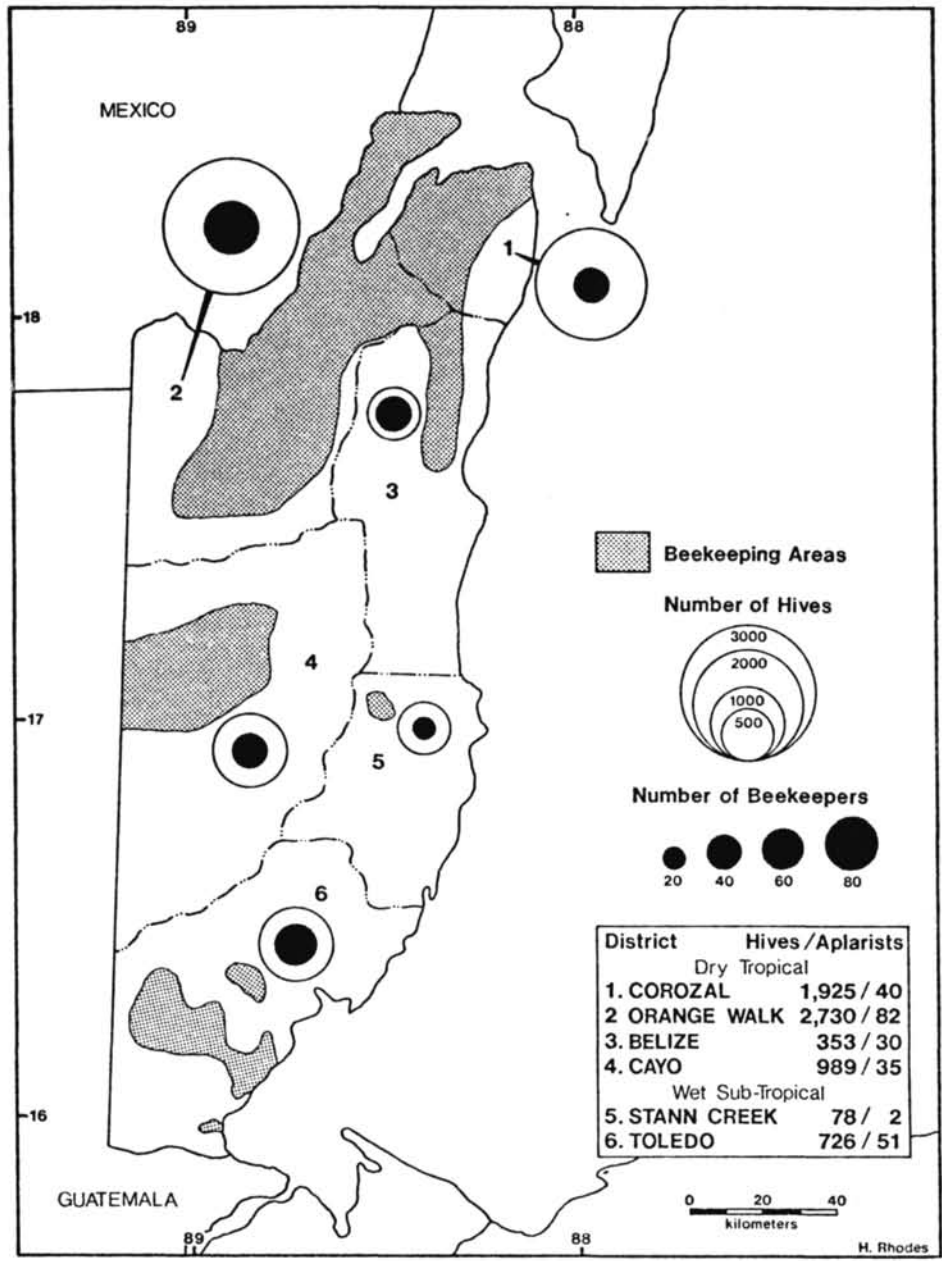 89
88
MEXICO
1
18
2
3
Beekeeping Areas
Number of Hives
3000
2000
1000
500
4
17
5
Number of Beekeepers
20 40 60 80
6
District Hives/Aplarists
Dry Tropical
1. COROZAL 1,925/ 40
2 ORANGE WALK 2,730/ 82
3. BELIZE 353/ 30
4. CAYO 989/ 35
Wet Sub-Tropical
5. STANN CREEK 78/ 2
6. TOLEDO 726/ 51
16
GUATEMALA
0 20 40
kilometers
89
88
H. Rhodes